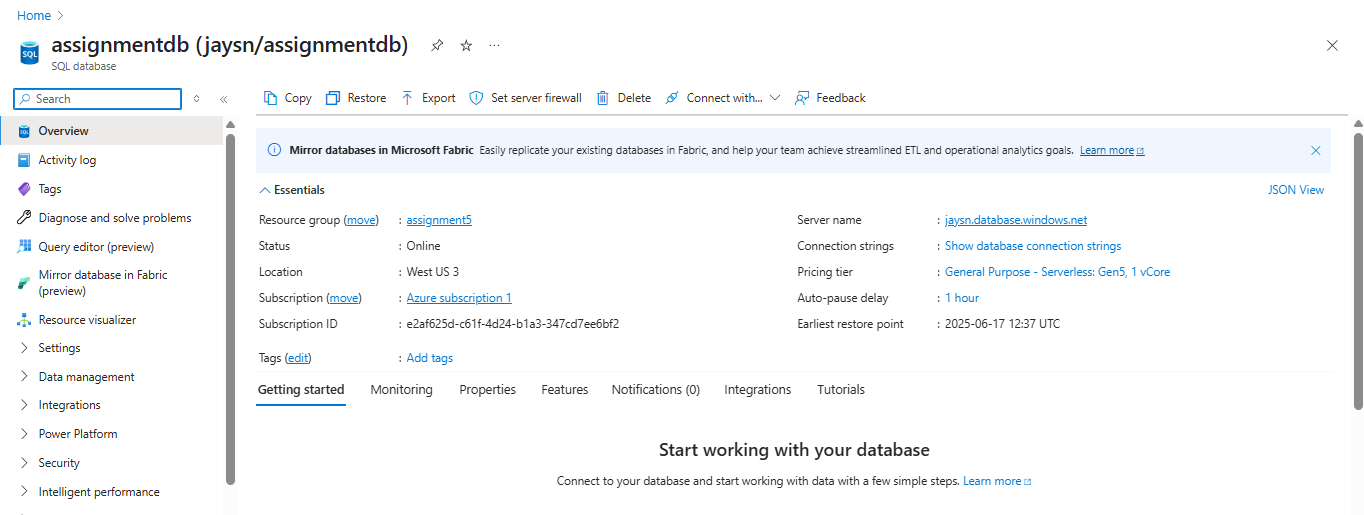 Home
assignmentdb (jaysn/assignmentdb)
SQL database
Search
Copy Restore Export Set server firewall Delete Connect with... Feedback
Overview
Activity log
Tags
Diagnose and solve problems
Query editor (preview)
Mirror database in Fabric
(preview)
Resource visualizer
Settings
Data management
Integrations
Power Platform
Security
Intelligent performance
Mirror databases in Microsoft Fabric Easily replicate your existing databases in Fabric, and help your team achieve streamlined ETL and operational analytics goals. Learn more
Essentials
JSON View
Resource group (move) : assignment5
Status : Online
Location : West US 3
Subscription (move) : Azure subscription 1
Subscription ID : e2af625d-c61f-4d24-b1a3-347cd7ee6bf2
Server name : jaysn.database.windows.net
Connection strings : Show database connection strings
Pricing tier : General Purpose - Serverless: Gen5, 1 vCore
Auto-pause delay : 1 hour
Earliest restore point : 2025-06-17 12:37 UTC
Tags (edit) : Add tags
Getting started Monitoring Properties Features Notifications (0) Integrations Tutorials
Start working with your database
Connect to your database and start working with data with a few simple steps. Learn more